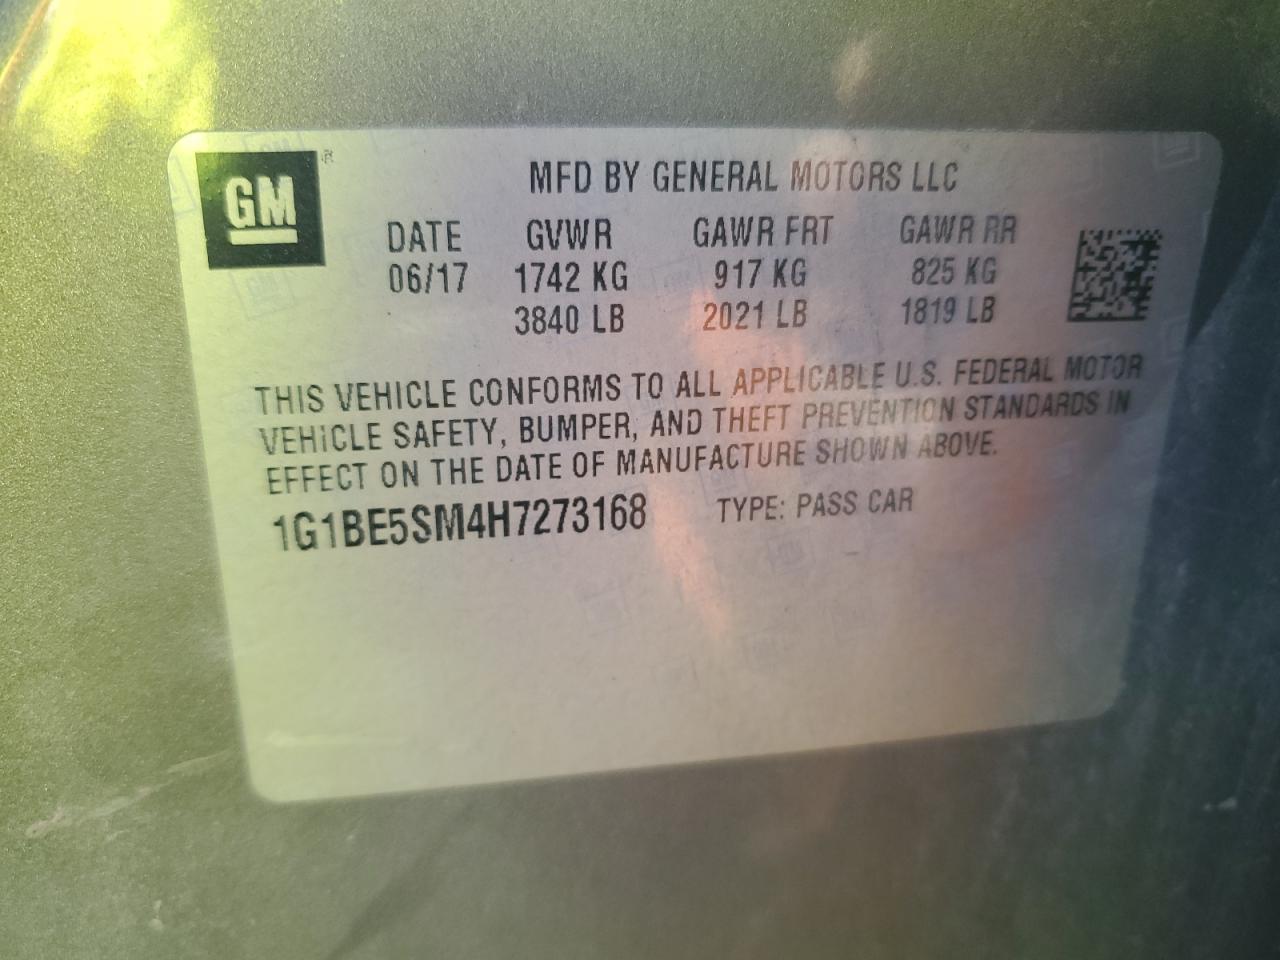 GM ®
MFD BY GENERAL MOTORS LLC
DATE GVWR GAWR FRT GAWR RR
06/17 1742 KG 917 KG 825 KG
3840 LB 2021 LB 1819 LB
THIS VEHICLE CONFORMS TO ALL APPLICABLE U.S. FEDERAL MOTOR
VEHICLE SAFETY, BUMPER, AND THEFT PREVENTION STANDARDS IN
EFFECT ON THE DATE OF MANUFACTURE SHOWN ABOVE.
1G1BE5SM4H7273168 TYPE: PASS CAR